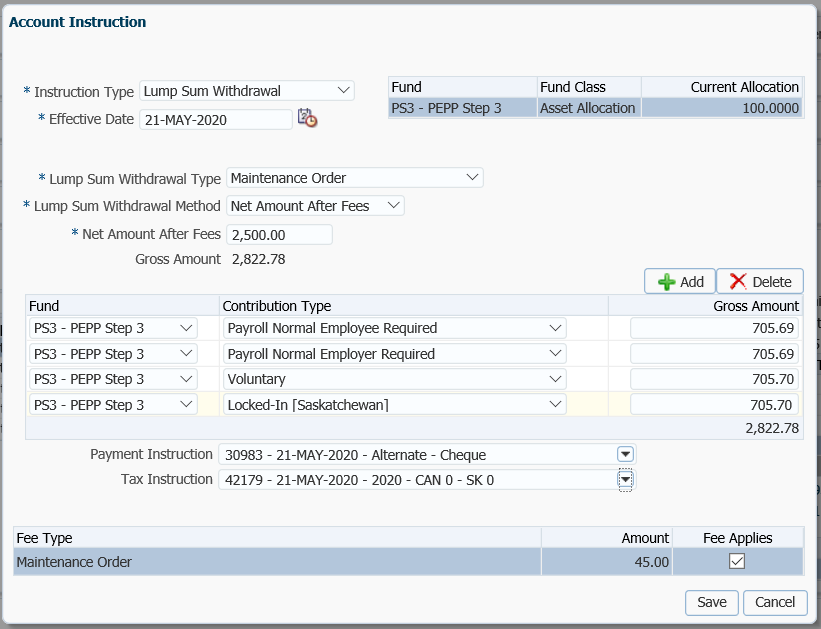 Account Instruction
* Instruction Type Lump Sum Withdrawal
* Effective Date 21-MAY-2020
Fund Fund Class Current Allocation
PS3 - PEPP Step 3 Asset Allocation 100.0000
* Lump Sum Withdrawal Type Maintenance Order
* Lump Sum Withdrawal Method Net Amount After Fees
* Net Amount After Fees 2,500.00
Gross Amount 2,822.78
Add Delete
Fund Contribution Type Gross Amount
PS3 - PEPP Step 3 Payroll Normal Employee Required 705.69
PS3 - PEPP Step 3 Payroll Normal Employer Required 705.69
PS3 - PEPP Step 3 Voluntary 705.70
PS3 - PEPP Step 3 Locked-In [Saskatchewan] 705.70
2,822.78
Payment Instruction 30983 - 21-MAY-2020 - Alternate - Cheque
Tax Instruction 42179 - 21-MAY-2020 - 2020 - CAN 0 - SK 0
Fee Type Amount Fee Applies
Maintenance Order 45.00
Save Cancel